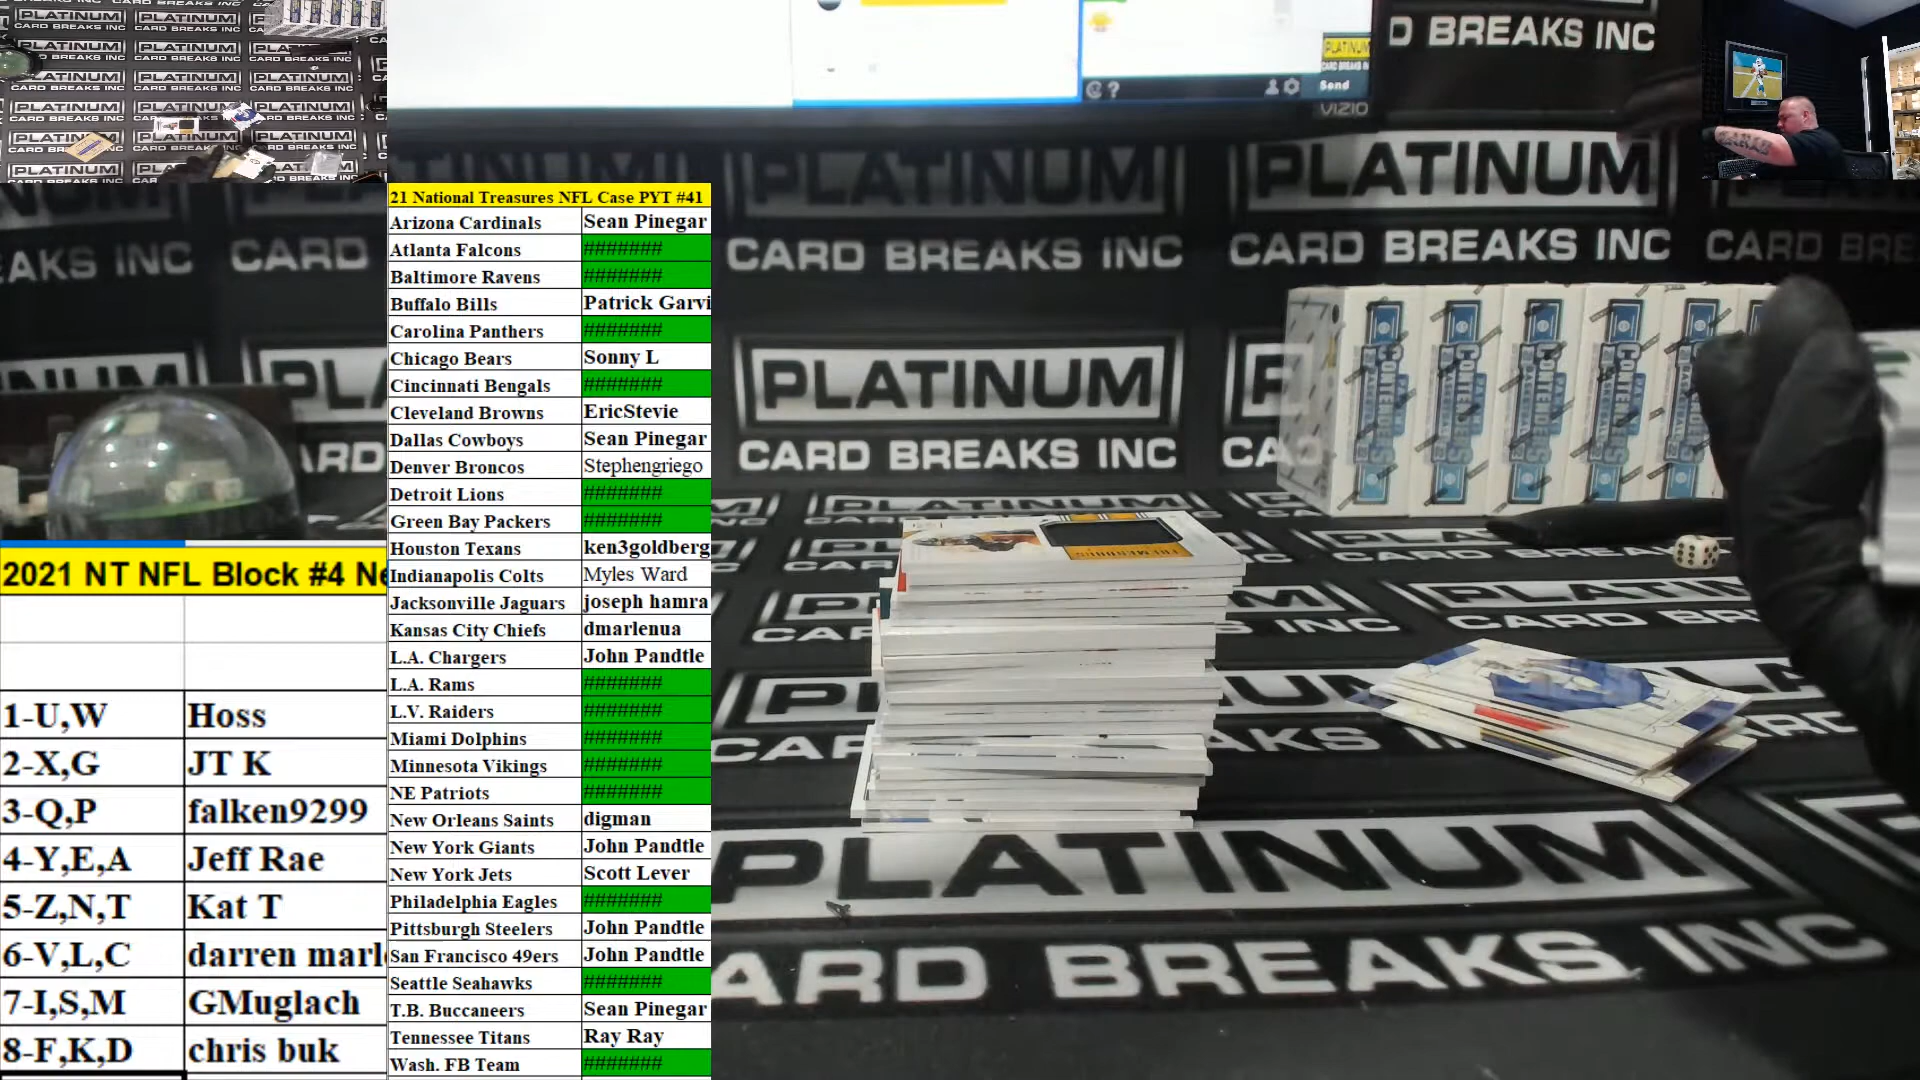 PLATINUM
CARD BREAKS INC
Send
VIZIO
D BREAKS INC
PLATINUM
CARD BREAKS INC
PLATINUM
CARD BREAKS INC
CONTENDERS
CONTENDERS
CONTENDERS
CONTENDERS
PLATINUM
CARD BREAKS INC
21 National Treasures NFL Case PYT #41
Arizona Cardinals Sean Pinegar
Atlanta Falcons #######
Baltimore Ravens #######
Buffalo Bills Patrick Garvi
Carolina Panthers #######
Chicago Bears Sonny L
Cincinnati Bengals #######
Cleveland Browns EricStevie
Dallas Cowboys Sean Pinegar
Denver Broncos Stephengriego
Detroit Lions #######
Green Bay Packers #######
Houston Texans ken3goldberg
Indianapolis Colts Myles Ward
Jacksonville Jaguars joseph hamra
Kansas City Chiefs dmarlenua
L.A. Chargers John Pandtle
L.A. Rams #######
L.V. Raiders #######
Miami Dolphins #######
Minnesota Vikings #######
NE Patriots #######
New Orleans Saints digman
New York Giants John Pandtle
New York Jets Scott Lever
Philadelphia Eagles #######
Pittsburgh Steelers John Pandtle
San Francisco 49ers John Pandtle
Seattle Seahawks #######
T.B. Buccaneers Sean Pinegar
Tennessee Titans Ray Ray
Wash. FB Team #######
2021 NT NFL Block #4 Ne
1-U,W Hoss
2-X,G JT K
3-Q,P falken9299
4-Y,E,A Jeff Rae
5-Z,N,T Kat T
6-V,L,C darren marl
7-I,S,M GMuglach
8-F,K,D chris buk
PLATINUM
ARD BREAKS INC